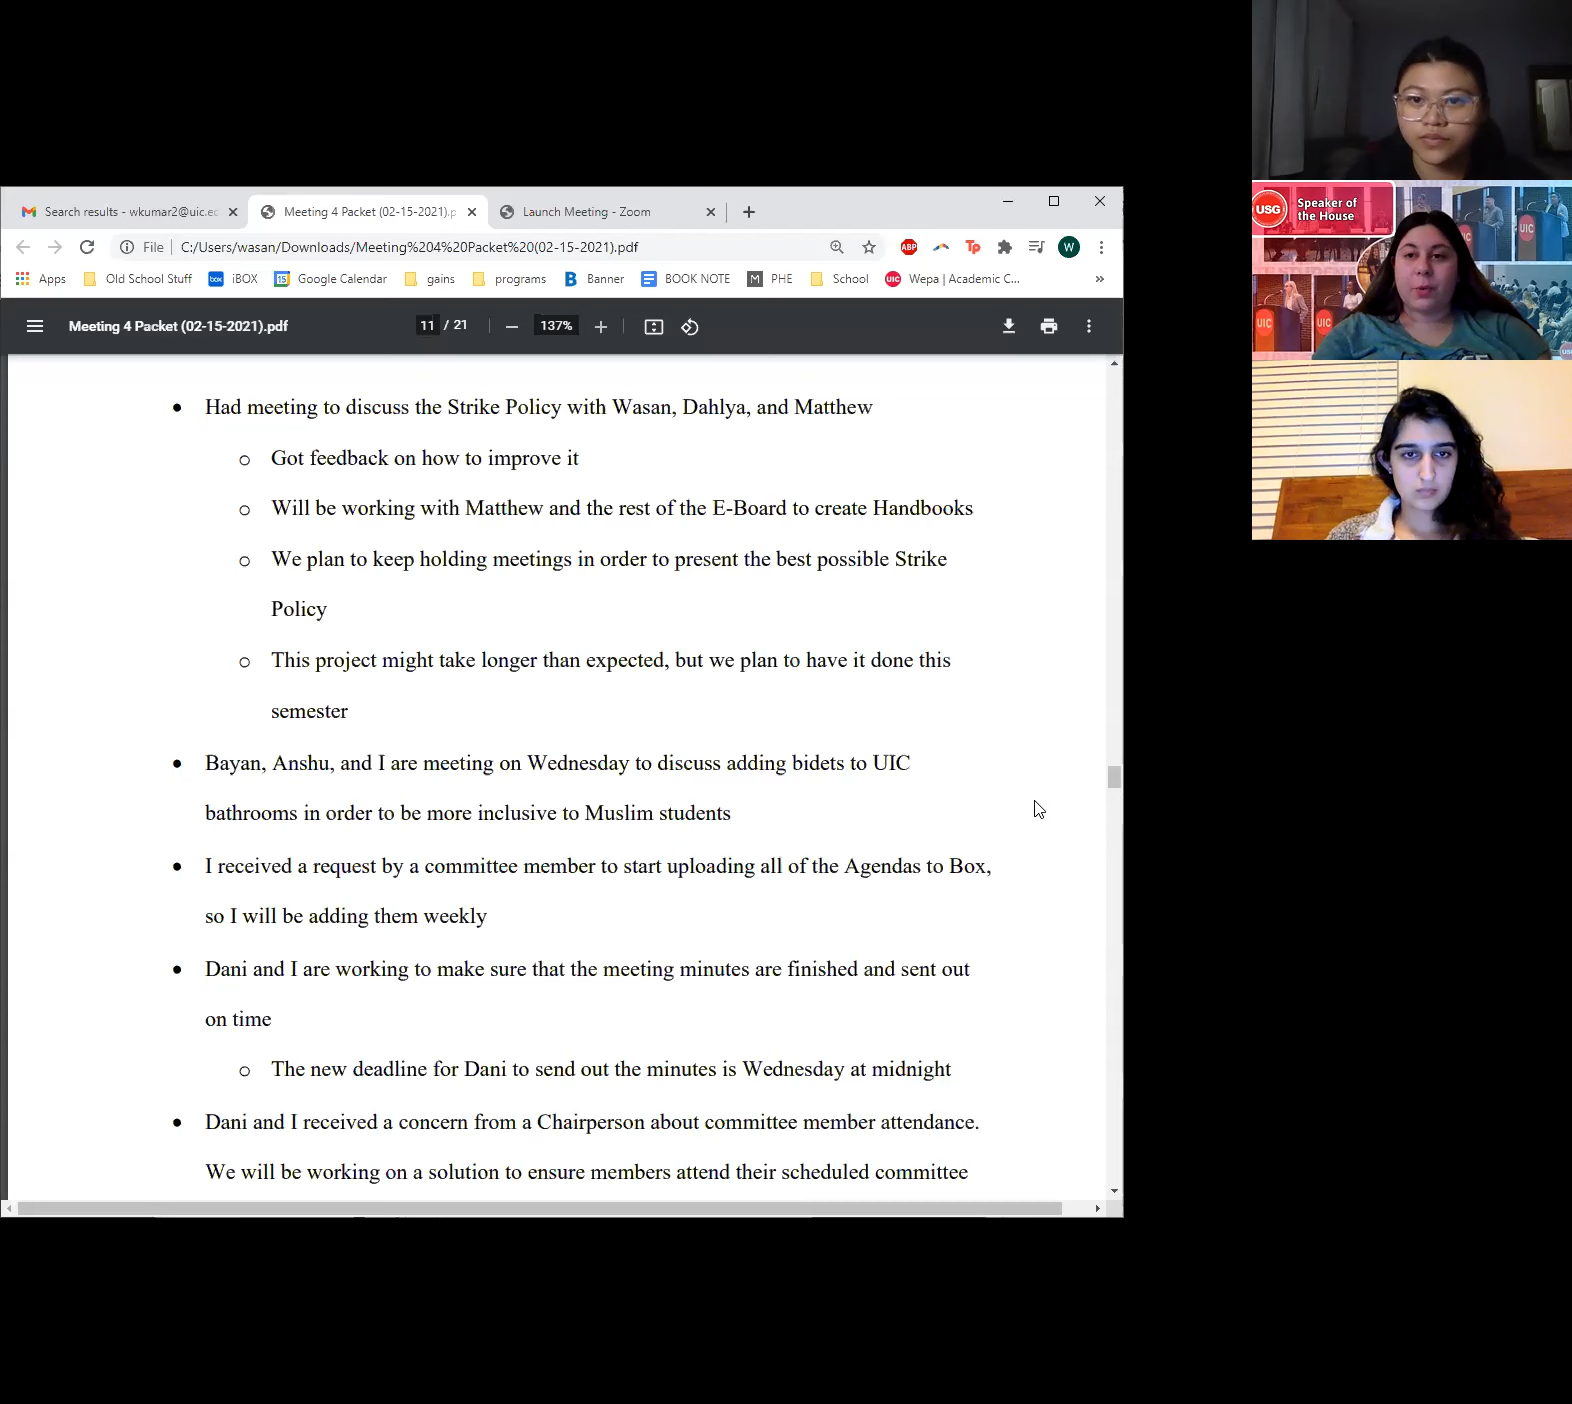 USG
Speaker of
the House
UIC
UIC
UIC
UIC
Search results - wkumar2@uic.ec
Meeting 4 Packet (02-15-2021).p
Launch Meeting - Zoom
File
C:/Users/wasan/Downloads/Meeting%204%20Packet%20(02-15-2021).pdf
ABP
Tp
W
Apps
Old School Stuff
box
iBOX
15
Google Calendar
gains
programs
B
Banner
BOOK NOTE
M
PHE
School
UIC
Wepa | Academic C...
»
Meeting 4 Packet (02-15-2021).pdf
11 / 21
137%
• Had meeting to discuss the Strike Policy with Wasan, Dahlya, and Matthew
o Got feedback on how to improve it
o Will be working with Matthew and the rest of the E-Board to create Handbooks
o We plan to keep holding meetings in order to present the best possible Strike
Policy
o This project might take longer than expected, but we plan to have it done this
semester
• Bayan, Anshu, and I are meeting on Wednesday to discuss adding bidets to UIC
bathrooms in order to be more inclusive to Muslim students
• I received a request by a committee member to start uploading all of the Agendas to Box,
so I will be adding them weekly
• Dani and I are working to make sure that the meeting minutes are finished and sent out
on time
o The new deadline for Dani to send out the minutes is Wednesday at midnight
• Dani and I received a concern from a Chairperson about committee member attendance.
We will be working on a solution to ensure members attend their scheduled committee